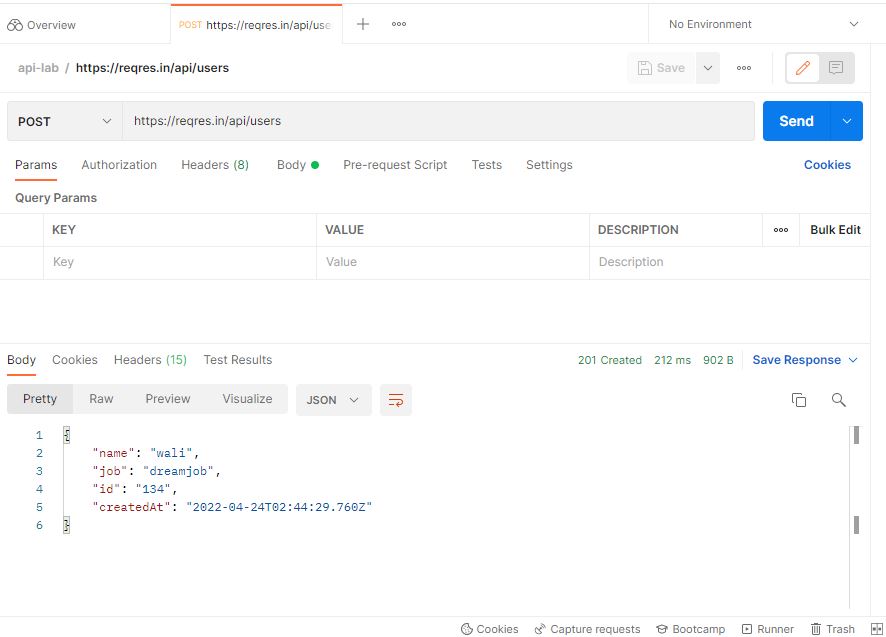 Overview
POST https://reqres.in/api/use
No Environment
api-lab / https://reqres.in/api/users
Save
POST https://reqres.in/api/users Send
Params Authorization Headers (8) Body Pre-request Script Tests Settings Cookies
Query Params
KEY VALUE DESCRIPTION Bulk Edit
Key Value Description
Body Cookies Headers (15) Test Results 201 Created 212 ms 902 B Save Response
Pretty Raw Preview Visualize JSON
1 {
2 "name": "wali",
3 "job": "dreamjob",
4 "id": "134",
5 "createdAt": "2022-04-24T02:44:29.760Z"
6 }
Cookies Capture requests Bootcamp Runner Trash